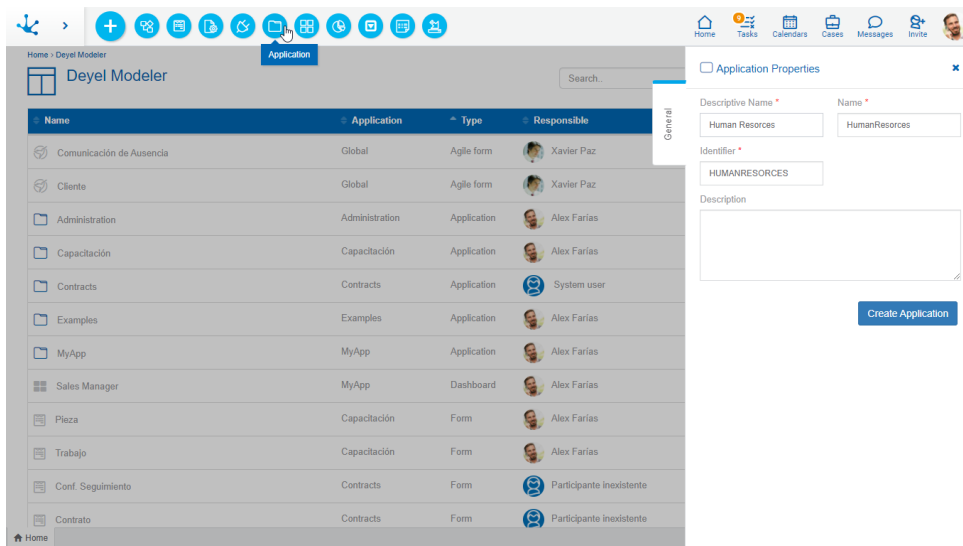 Home
9
Tasks
Calendars
Cases
Messages
Invite
Application
Home > Deyel Modeler
Deyel Modeler
Search..
Name Application Type Responsible
Comunicación de Ausencia Global Agile form Xavier Paz
Cliente Global Agile form Xavier Paz
Administration Administration Application Alex Farías
Capacitación Capacitación Application Alex Farías
Contracts Contracts Application System user
Examples Examples Application Alex Farías
MyApp MyApp Application Alex Farías
Sales Manager MyApp Dashboard Alex Farías
Pieza Capacitación Form Alex Farías
Trabajo Capacitación Form Alex Farías
Conf. Seguimiento Contracts Form Participante inexistente
Contrato Contracts Form Participante inexistente
Home
General
Application Properties
Descriptive Name * Name *
Human Resorces HumanResorces
Identifier *
HUMANRESORCES
Description
Create Application